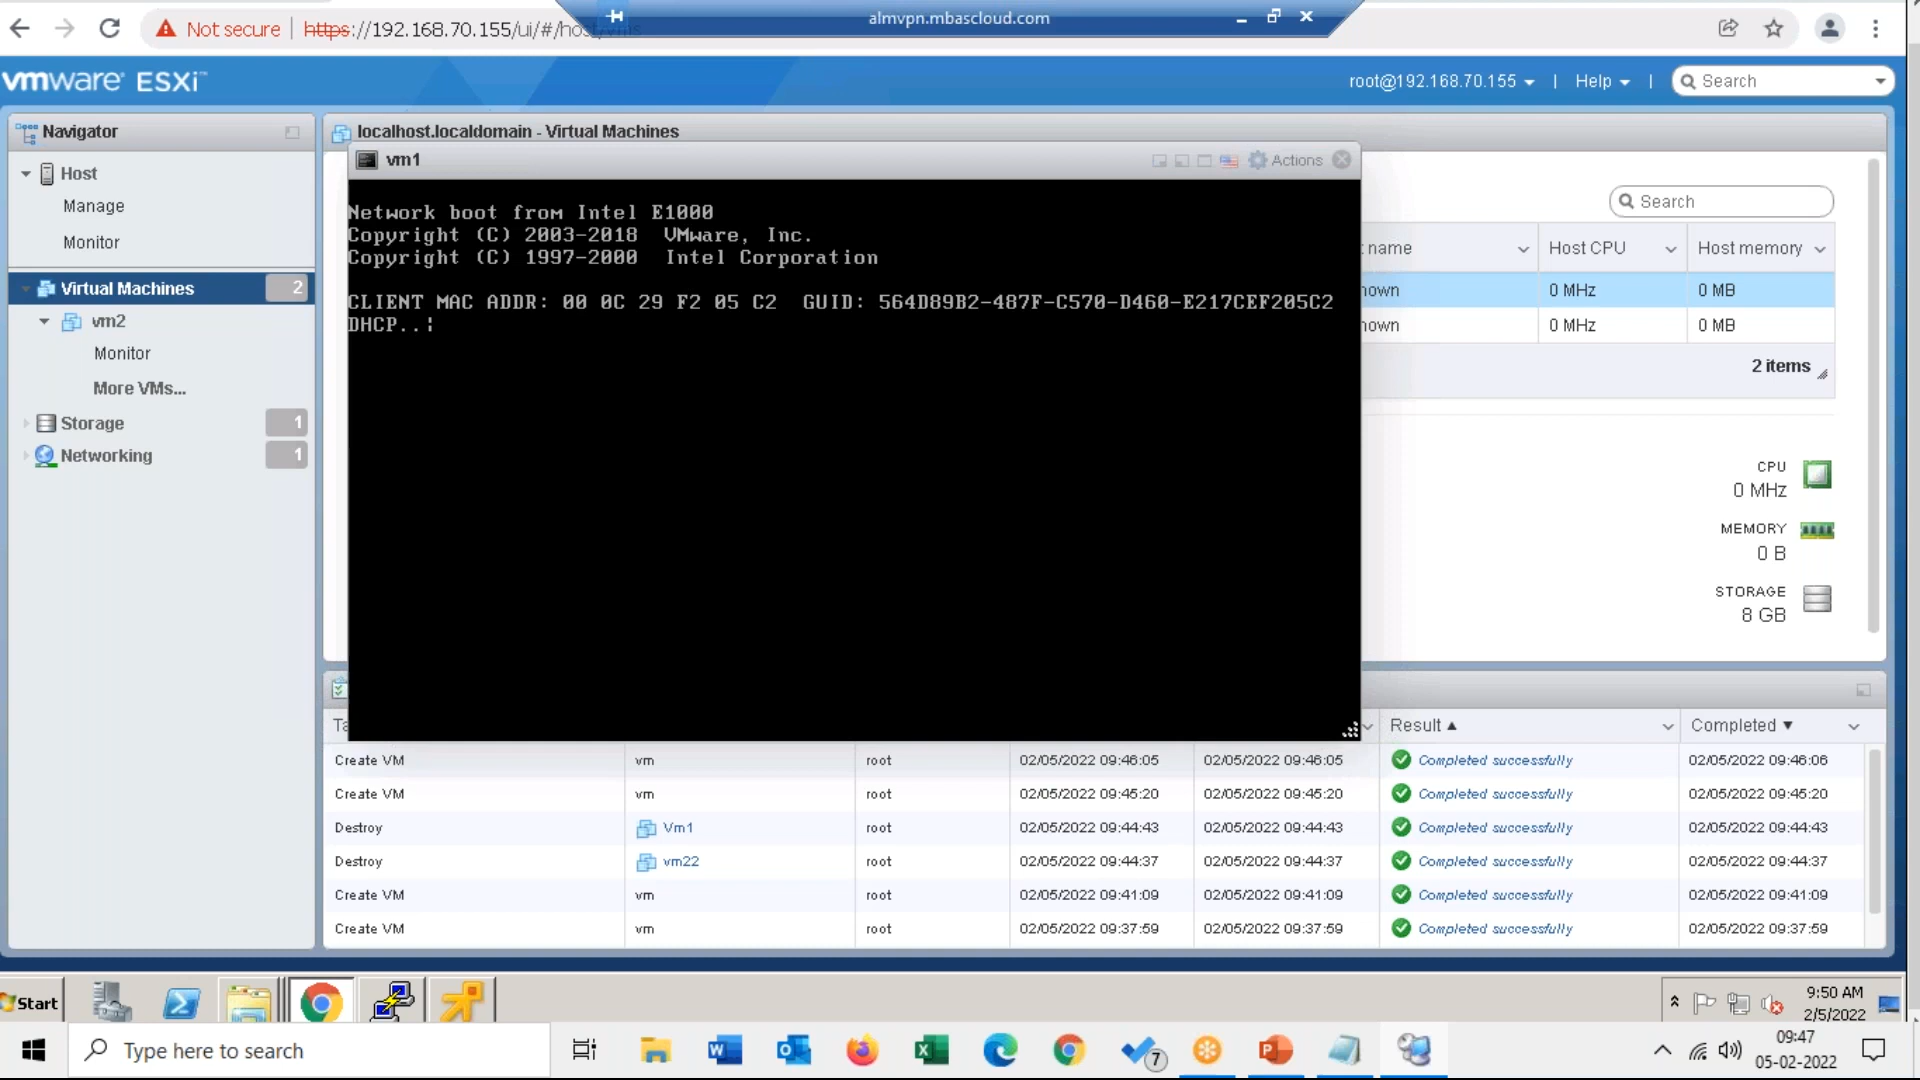 almvpn.mbascloud.com
Not secure | https://192.168.70.155/ui/#/host/vms
vmware ESXi™
root@192.168.70.155 | Help | Search
Navigator
Host
Manage
Monitor
Virtual Machines 2
vm2
Monitor
More VMs...
Storage 1
Networking 1
localhost.localdomain - Virtual Machines
vm1
Actions
Network boot from Intel E1000
Copyright (C) 2003-2018 VMware, Inc.
Copyright (C) 1997-2000 Intel Corporation
CLIENT MAC ADDR: 00 0C 29 F2 05 C2 GUID: 564D89B2-487F-C570-D460-E217CEF205C2
DHCP..¦
Search
name Host CPU Host memory
nown 0 MHz 0 MB
nown 0 MHz 0 MB
2 items
CPU
0 MHz
MEMORY
0 B
STORAGE
8 GB
Result ▲ Completed ▼
Create VM vm root 02/05/2022 09:46:05 02/05/2022 09:46:05 Completed successfully 02/05/2022 09:46:06
Create VM vm root 02/05/2022 09:45:20 02/05/2022 09:45:20 Completed successfully 02/05/2022 09:45:20
Destroy Vm1 root 02/05/2022 09:44:43 02/05/2022 09:44:43 Completed successfully 02/05/2022 09:44:43
Destroy vm22 root 02/05/2022 09:44:37 02/05/2022 09:44:37 Completed successfully 02/05/2022 09:44:37
Create VM vm root 02/05/2022 09:41:09 02/05/2022 09:41:09 Completed successfully 02/05/2022 09:41:09
Create VM vm root 02/05/2022 09:37:59 02/05/2022 09:37:59 Completed successfully 02/05/2022 09:37:59
Start
9:50 AM
2/5/2022
Type here to search
7
09:47
05-02-2022